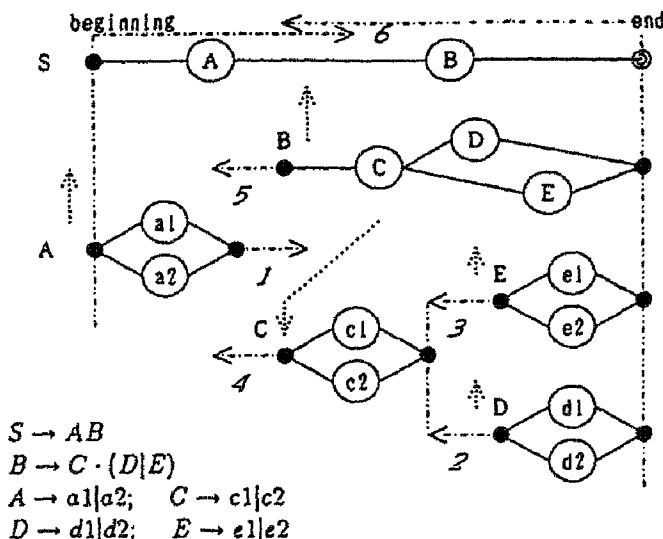 beginning
6
end
S
A
B
B
D
C
E
5
A
a1
a2
1
E
e1
e2
3
C
c1
c2
4
D
d1
d2
2
S → AB
B → C · (D|E)
A → a1|a2; C → c1|c2
D → d1|d2; E → e1|e2